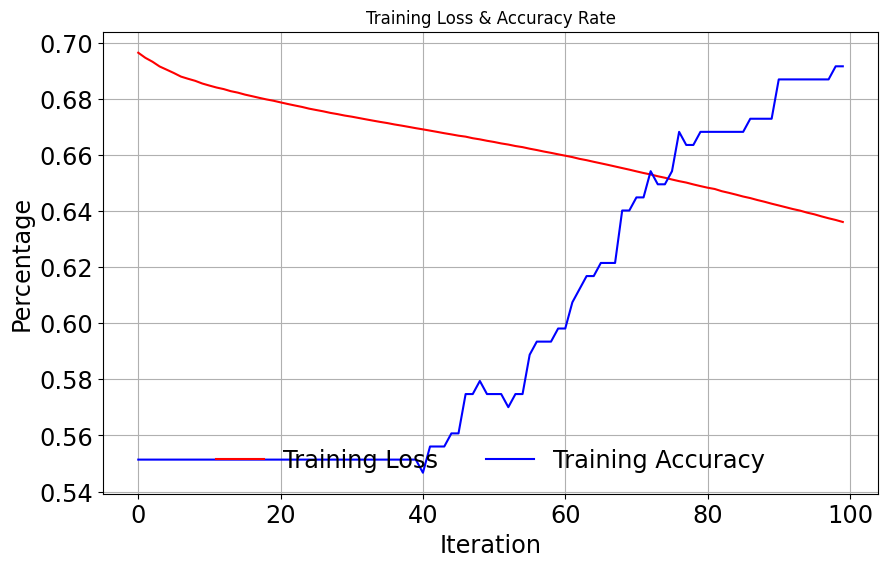 Training Loss & Accuracy Rate
0.70
0.68
0.66
0.64
0.62
0.60
0.58
0.56
0.54
Percentage
Training Loss Training Accuracy
0 20 40 60 80 100
Iteration